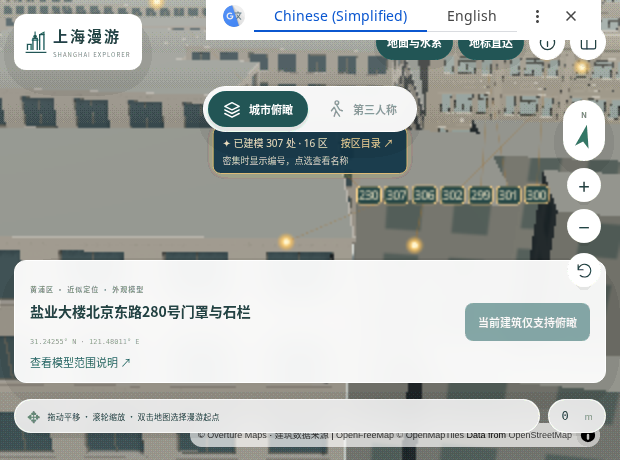 Chinese (Simplified)
English
上海漫游
SHANGHAI EXPLORER
地面与水系
地标直达
城市俯瞰
第三人称
N
✦ 已建模 307 处 · 16 区
按区目录 ↗
密集时显示编号，点选查看名称
230
307
306
302
299
301
300
+
−
黄浦区 · 近似定位 · 外观模型
盐业大楼北京东路280号门罩与石栏
当前建筑仅支持俯瞰
31.24255° N · 121.48011° E
查看模型范围说明 ↗
拖动平移 · 滚轮缩放 · 双击地图选择漫游起点
0 m
© Overture Maps · 建筑数据来源 | OpenFreeMap © OpenMapTiles Data from OpenStreetMap